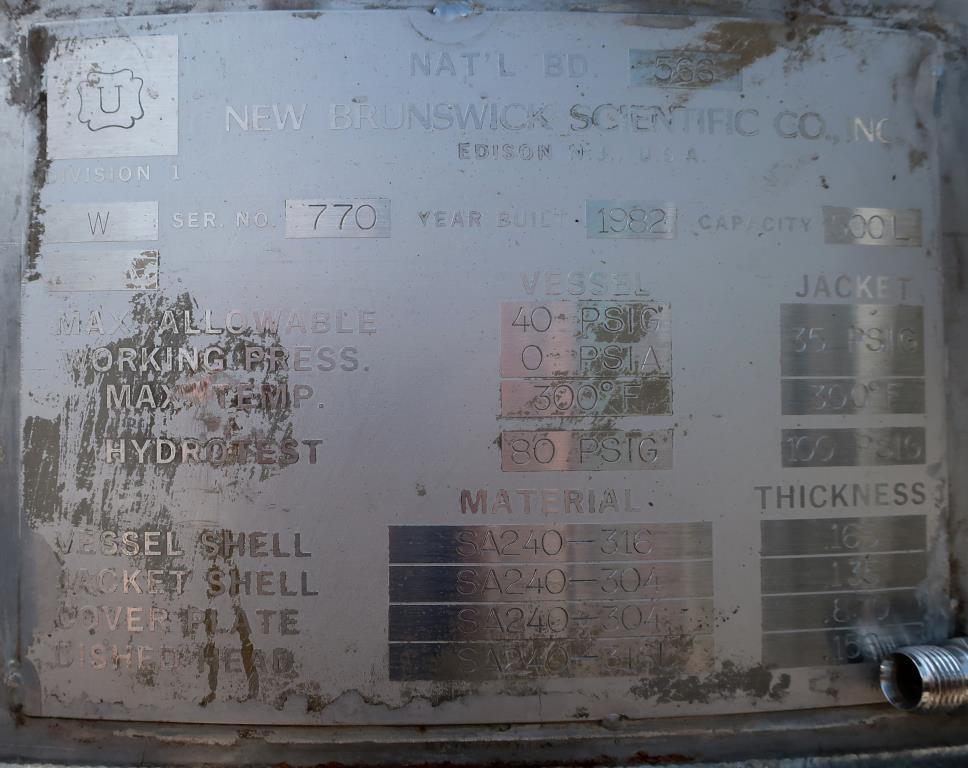 NAT'L BD. 566
U
NEW BRUNSWICK SCIENTIFIC CO., INC.
EDISON N.J., U.S.A.
DIVISION 1
W SER. NO. 770 YEAR BUILT 1982 CAPACITY
VESSEL JACKET
MAX. ALLOWABLE 40 PSIG 35 PSIG
WORKING PRESS. 0 PSIA
MAX. TEMP. 300°F 300°F
HYDROTEST 80 PSIG 100 PSIG
MATERIAL THICKNESS
VESSEL SHELL SA240-316
JACKET SHELL SA240-304 .135
COVER PLATE SA240-304
DISHED HEAD